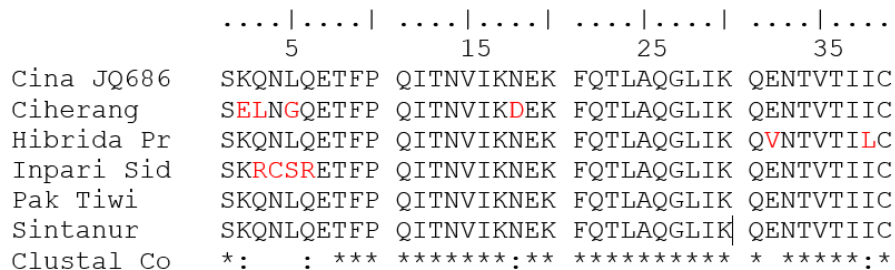 ....|....| ....|....| ....|....| ....|....
5 15 25 35
Cina JQ686 SKQNLQETFP QITNVIKNEK FQTLAQGLIK QENTVTIIC
Ciherang SELNGQETFP QITNVIKDEK FQTLAQGLIK QENTVTIIC
Hibrida Pr SKQNLQETFP QITNVIKNEK FQTLAQGLIK QVNTVTILC
Inpari Sid SKRCSRETFP QITNVIKNEK FQTLAQGLIK QENTVTIIC
Pak Tiwi SKQNLQETFP QITNVIKNEK FQTLAQGLIK QENTVTIIC
Sintanur SKQNLQETFP QITNVIKNEK FQTLAQGLIK QENTVTIIC
Clustal Co *:   : *** *******:** ********** * *****:*